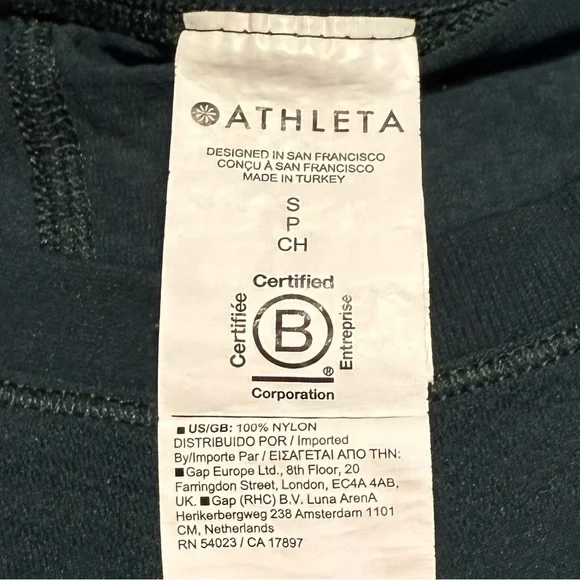 ATHLETA
DESIGNED IN SAN FRANCISCO
CONÇU À SAN FRANCISCO
MADE IN TURKEY
S
P
CH
Certified
Certifiée
B
Entreprise
®
Corporation
■ US/GB: 100% NYLON
DISTRIBUIDO POR / Imported
By/Importe Par / ΕΙΣΑΓΕΤΑΙ ΑΠΟ ΤΗΝ:
■ Gap Europe Ltd., 8th Floor, 20
Farringdon Street, London, EC4A 4AB,
UK. ■ Gap (RHC) B.V. Luna ArenA
Herikerbergweg 238 Amsterdam 1101
CM, Netherlands
RN 54023 / CA 17897